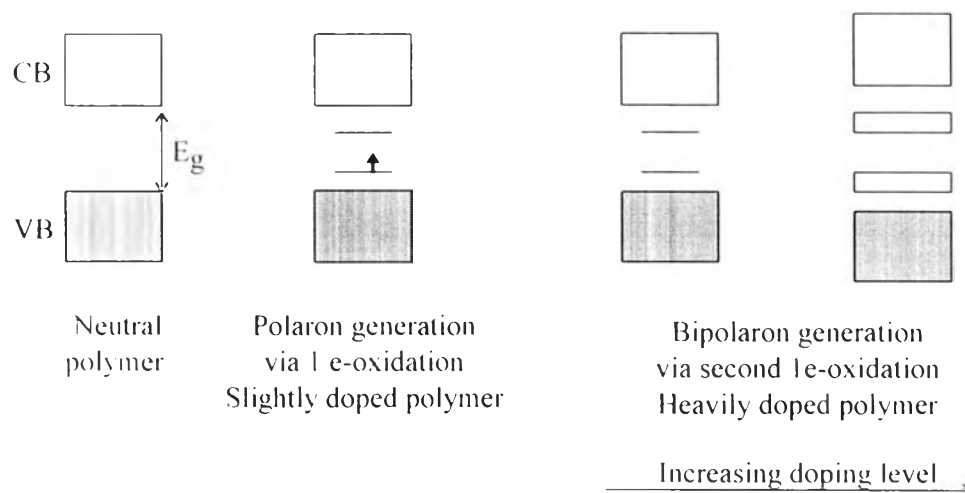 CB
E_g
VB
Neutral
polymer
Polaron generation
via 1 e-oxidation
Slightly doped polymer
Bipolaron generation
via second 1e-oxidation
Heavily doped polymer
Increasing doping level